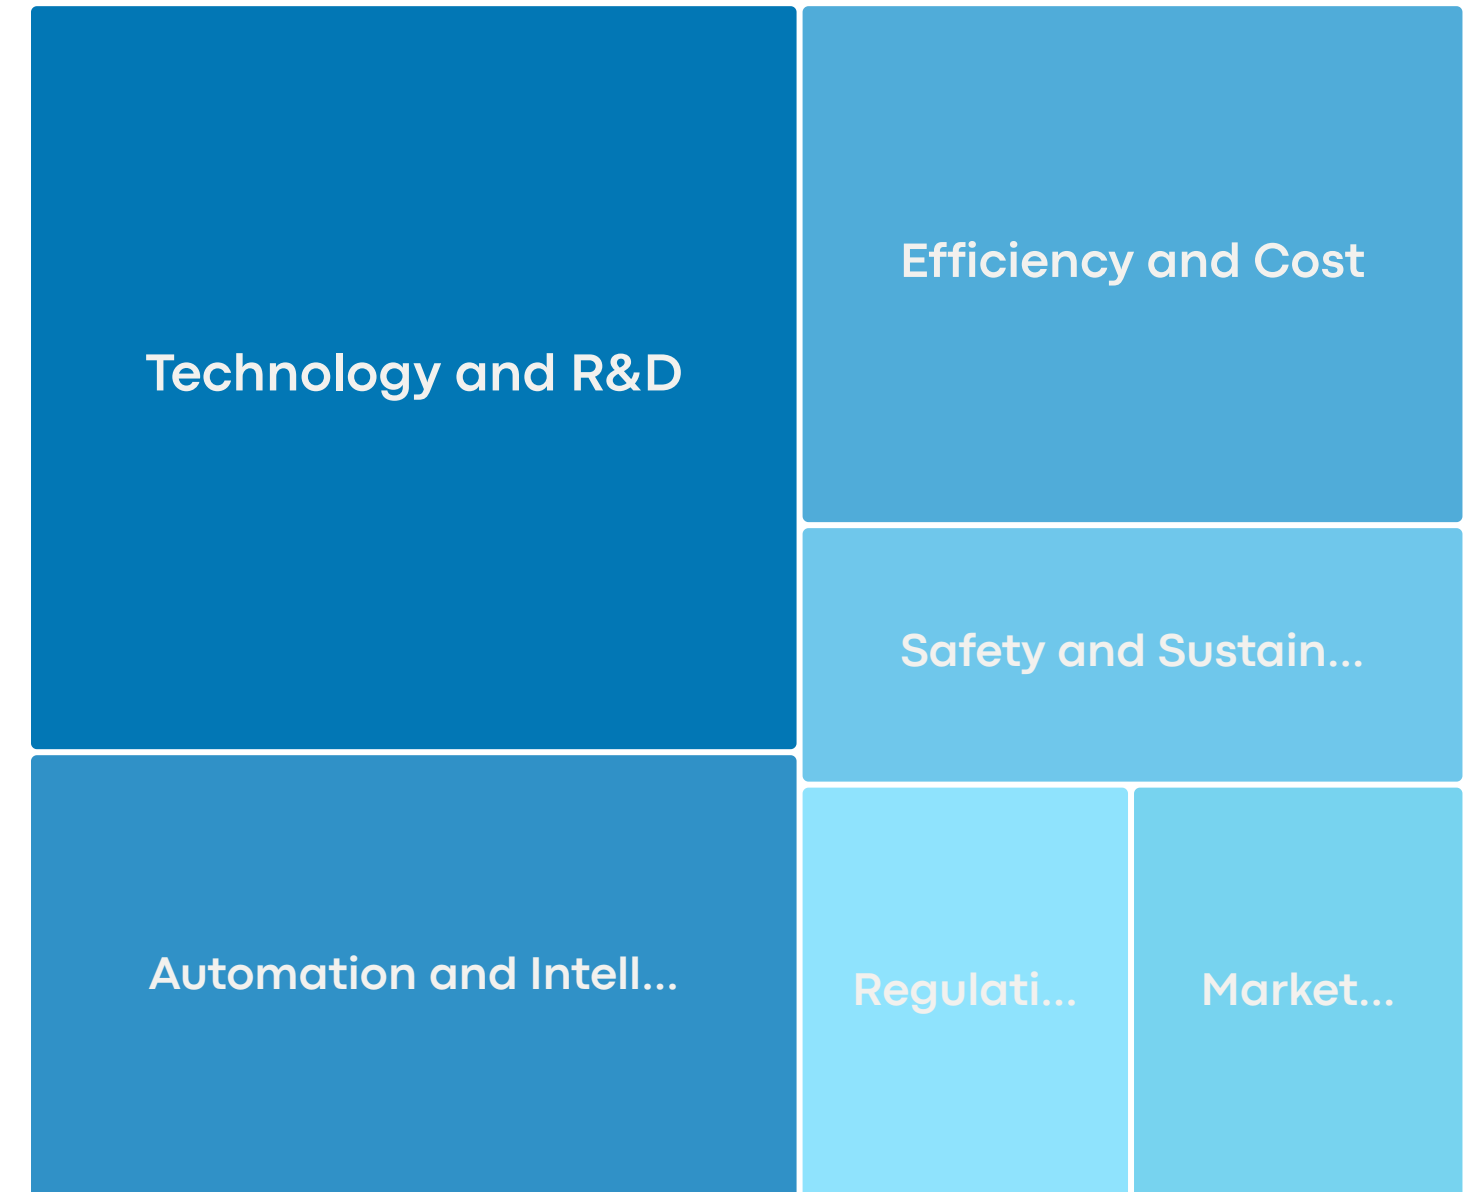 Technology and R&D
Efficiency and Cost
Safety and Sustain...
Automation and Intell...
Regulati...
Market...